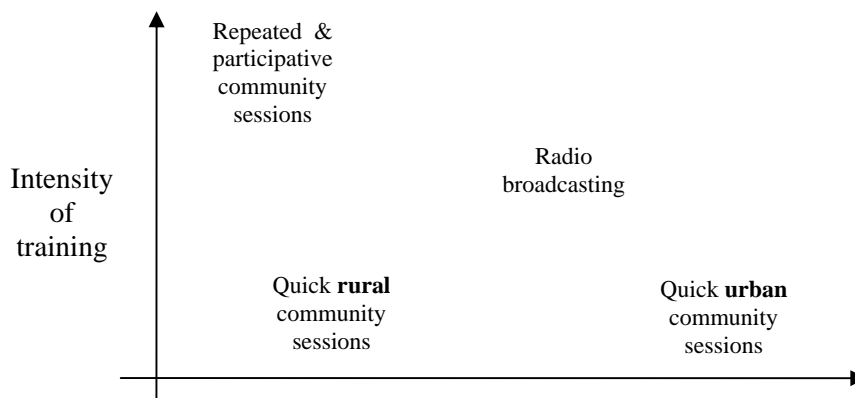 Repeated &
participative
community
sessions
Intensity
of
training
Radio
broadcasting
Quick rural
community
sessions
Quick urban
community
sessions